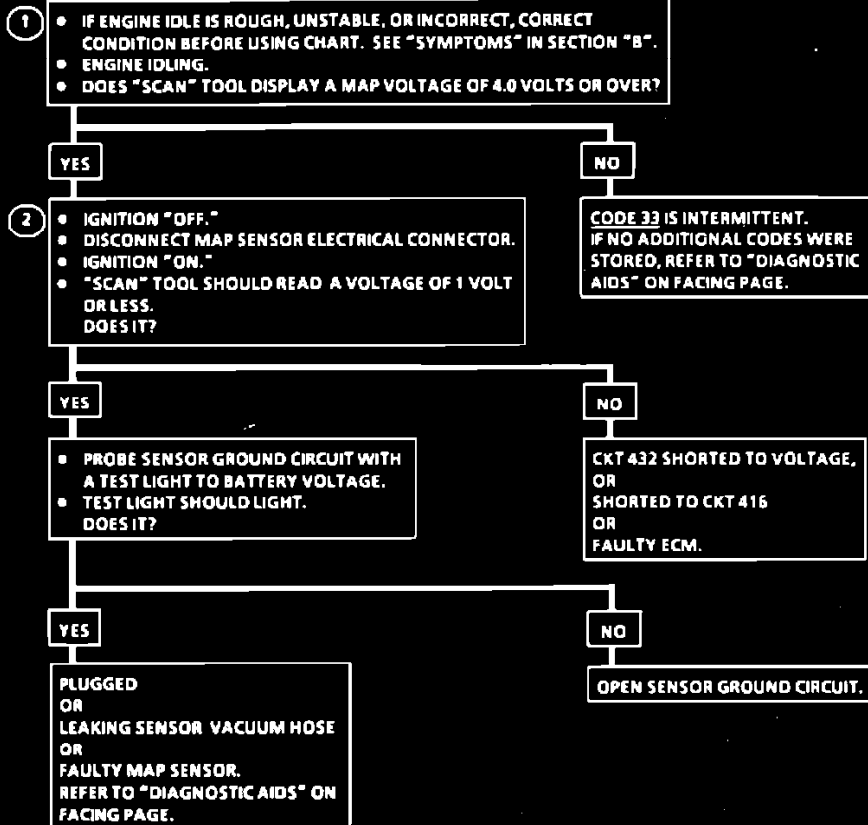 1
• IF ENGINE IDLE IS ROUGH, UNSTABLE, OR INCORRECT, CORRECT
CONDITION BEFORE USING CHART. SEE "SYMPTOMS" IN SECTION "B".
• ENGINE IDLING.
• DOES "SCAN" TOOL DISPLAY A MAP VOLTAGE OF 4.0 VOLTS OR OVER?
YES
NO
2
• IGNITION "OFF."
• DISCONNECT MAP SENSOR ELECTRICAL CONNECTOR.
• IGNITION "ON."
• "SCAN" TOOL SHOULD READ A VOLTAGE OF 1 VOLT
OR LESS.
DOES IT?
CODE 33 IS INTERMITTENT.
IF NO ADDITIONAL CODES WERE
STORED, REFER TO "DIAGNOSTIC
AIDS" ON FACING PAGE.
YES
NO
• PROBE SENSOR GROUND CIRCUIT WITH
A TEST LIGHT TO BATTERY VOLTAGE.
• TEST LIGHT SHOULD LIGHT.
DOES IT?
CKT 432 SHORTED TO VOLTAGE,
OR
SHORTED TO CKT 416
OR
FAULTY ECM.
YES
NO
PLUGGED
OR
LEAKING SENSOR VACUUM HOSE
OR
FAULTY MAP SENSOR.
REFER TO "DIAGNOSTIC AIDS" ON
FACING PAGE.
OPEN SENSOR GROUND CIRCUIT.